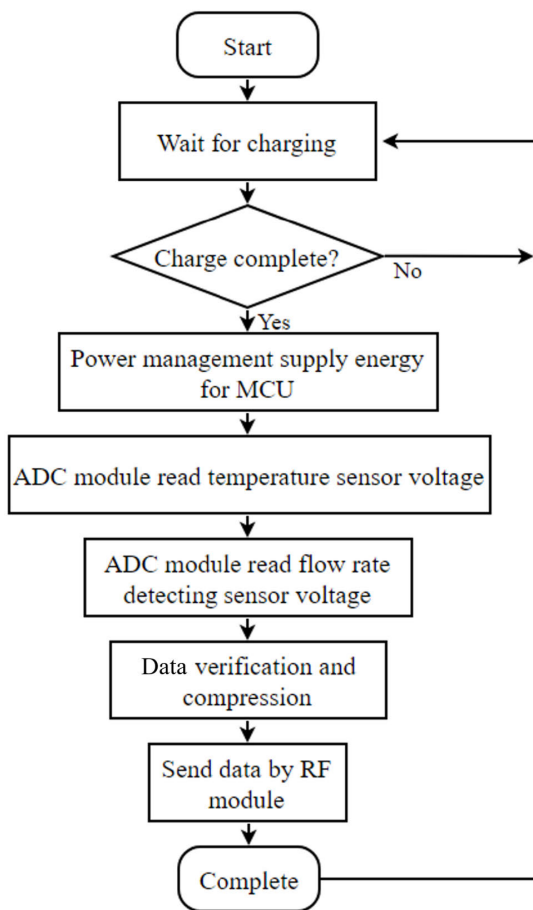 Start
Wait for charging
Charge complete?
No
Yes
Power management supply energy
for MCU
ADC module read temperature sensor voltage
ADC module read flow rate
detecting sensor voltage
Data verification and
compression
Send data by RF
module
Complete